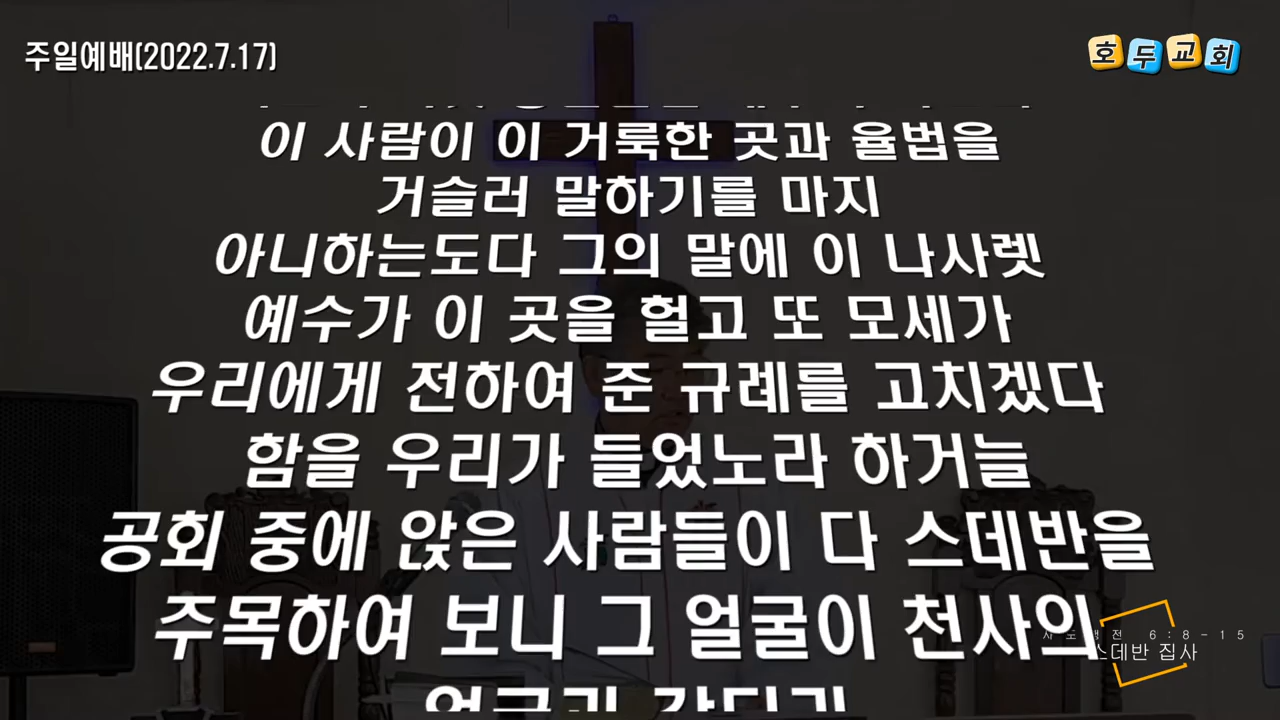 주일예배(2022.7.17)
호두교회
이 사람이 이 거룩한 곳과 율법을
거슬러 말하기를 마지
아니하는도다 그의 말에 이 나사렛
예수가 이 곳을 헐고 또 모세가
우리에게 전하여 준 규례를 고치겠다
함을 우리가 들었노라 하거늘
공회 중에 앉은 사람들이 다 스데반을
주목하여 보니 그 얼굴이 천사의
사도행전 6:8-15
스데반 집사